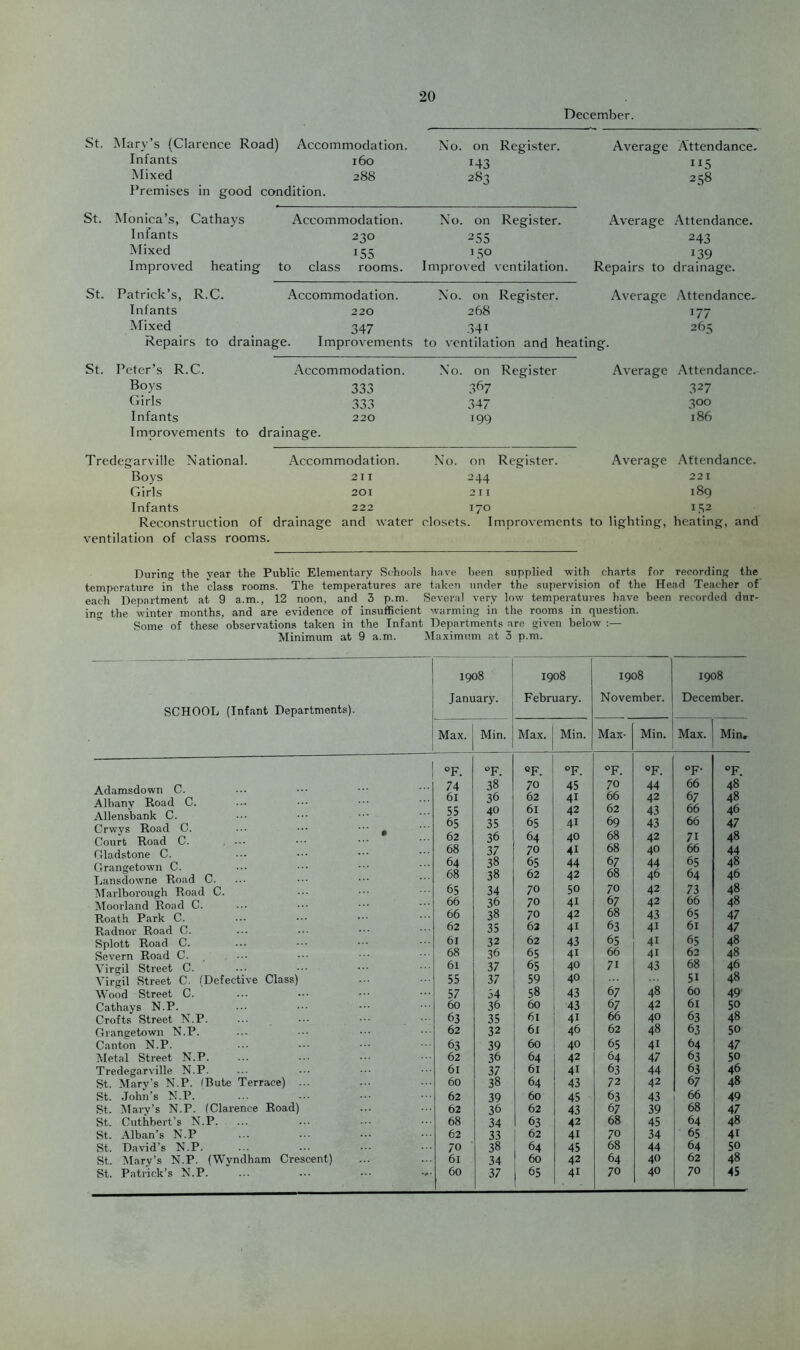 20
December.
St. Mary's (Clarence Road) Accommodation. No. on Register. Average Attendance.
Infants 160 143 115
Mixed 288 283 258
Premises in good condition.
St. Monica's, Cathays Accommodation. No. on Register. Average Attendance.
Infants 230 255 243
Mixed 155 150 139
Improved heating to class rooms. Improved ventilation. Repairs to drainage.
St. Patrick's, R.C. Accommodation. No. on Register. Average Attendance.
Infants 220 268 177
Mixed 347 341 265
Repairs to drainage. Improvements to ventilation and heating.
St. Peter's R.C. Accommodation. No. on Register Average Attendance.
Boys 333 367 327
Girls 333 347 300
Infants 220 199 186
Improvements to drainage.
Tredegarville National. Accommodation. No. on Register. Average Attendance.
Boys 211 244 221
Girls 201 211 189
Infants 222 170 152
Reconstruction of drainage and water closets. Improvements to lighting, heating, and
ventilation of class rooms.
During the year the Public Elementary Schools have been supplied with charts for recording the
temperature in the class rooms. The temperatures are taken under the supervision of the Head Teacher of
each Department at 9 a.m., 12 noon, and 3 p.m. Several very low temperatures have been recorded dur-
ing the winter months, and are evidence of insufficient warming in the rooms in question.
Some of these observations taken in the Infant Departments are given below :—
Minimum at 9 a.m. Maximum at 3 p.m.
SCHOOL (Infant Departments). 1908 January. 1908 February. 1908 November. 1908 December.
Max. Min. Max. Min. Max. Min. Max. Min.
°F. °F. °F. °F. °F. °F. °F. °F.
Adamsdown C. ... 74 38 70 45 70 44 66 48
Albany Road C. ... 61 36 62 41 66 42 67 48
Allensbank C. ... 55 40 61 42 62 43 66 46
Crwys Road C. ... 65 35 65 41 69 43 66 47
Court Road C. ... 62 36 64 40 68 42 71 48
Gladstone C. ... 68 37 70 41 68 40 66 44
Grangetown C. ... 64 38 65 44 67 44 65 48
Lansdowne Road C. ... 68 38 62 42 68 46 64 46
Marlborough Road C. ... 65 34 70 50 70 42 73 48
Moorland Road C. ... 66 36 70 41 67 42 66 48
Roath Park C. ... 66 38 70 42 68 43 65 47
Radnor Road C. ... 62 35 62 41 63 41 61 47
Splott Road C. ... 61 32 62 43 65 41 65 48
Severn Road C. ... 68 36 65 41 66 41 62 48
Virgil Street C. ... 61 37 65 40 71 43 68 46
Virgil Street C. (Defective Class) ... 55 37 59 40 ... ... 51 48
Wood Street C. ... 57 34 58 43 67 48 60 49
Cathays N.P. ... 60 36 60 43 67 42 61 50
Crofts Street N.P. ... 63 35 61 41 66 40 63 48
Grangetown N.P. ... 62 32 61 46 62 48 63 50
Canton N.P. ... 63 39 60 40 65 41 64 47
Metal Street N.P. ... 62 36 64 42 64 47 63 50
Tredegarville N.P. ... 61 37 61 41 63 44 63 46
St. Mary's N.P. (Bute Terrace) ... 60 38 64 43 72 42 67 48
St. John's N.P. ... 62 39 60 45 63 43 66 49
St. Mary's N.P. (Clarence Road) ... 62 36 62 43 67 39 68 47
St. Cuthbert's N.P. ... 68 34 63 42 68 45 64 48
St. Alban's N.P ... 62 33 62 41 70 34 65 41
St. David's N.P. ... 70 38 64 45 68 44 64 50
St. Mary's N.P. (Wyndham Crescent) ... 61 34 60 42 64 40 62 48
St. Patrick's N.P. ... 60 37 65 41 70 40 70 45